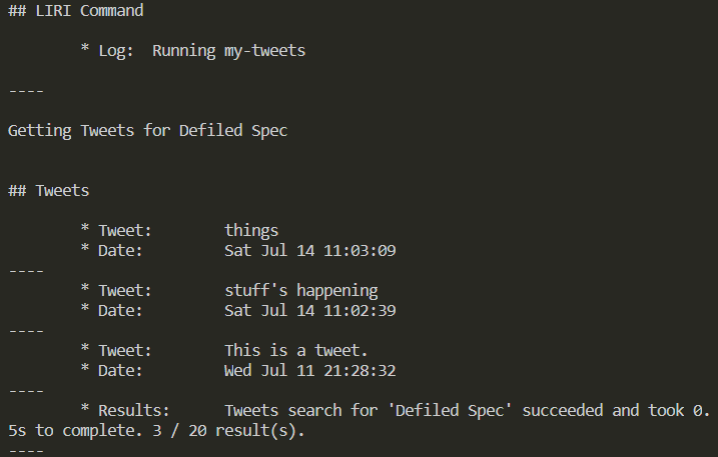 ## LIRI Command
* Log:  Running my-tweets
----
Getting Tweets for Defiled Spec
## Tweets
* Tweet:        things
* Date:         Sat Jul 14 11:03:09
----
* Tweet:        stuff's happening
* Date:         Sat Jul 14 11:02:39
----
* Tweet:        This is a tweet.
* Date:         Wed Jul 11 21:28:32
----
* Results:      Tweets search for 'Defiled Spec' succeeded and took 0.
5s to complete. 3 / 20 result(s).
----